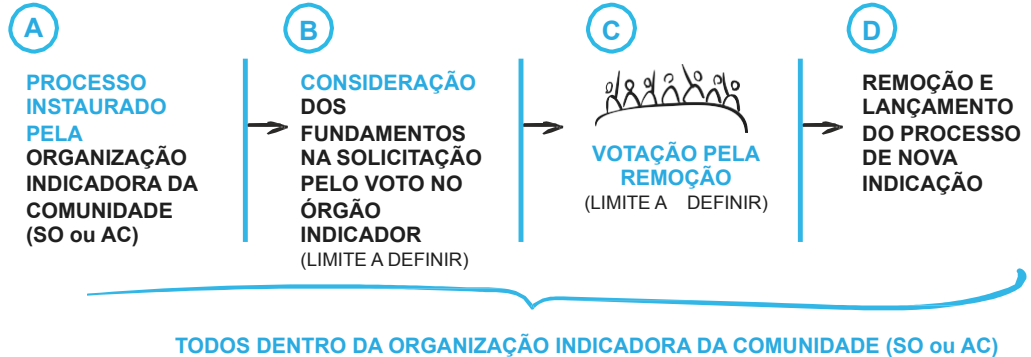 A
PROCESSO
INSTAURADO
PELA
ORGANIZAÇÃO
INDICADORA DA
COMUNIDADE
(SO ou AC)
B
CONSIDERAÇÃO
DOS
FUNDAMENTOS
NA SOLICITAÇÃO
PELO VOTO NO
ÓRGÃO
INDICADOR
(LIMITE A DEFINIR)
C
VOTAÇÃO PELA
REMOÇÃO
(LIMITE A DEFINIR)
D
REMOÇÃO E
LANÇAMENTO
DO PROCESSO
DE NOVA
INDICAÇÃO
TODOS DENTRO DA ORGANIZAÇÃO INDICADORA DA COMUNIDADE (SO ou AC)